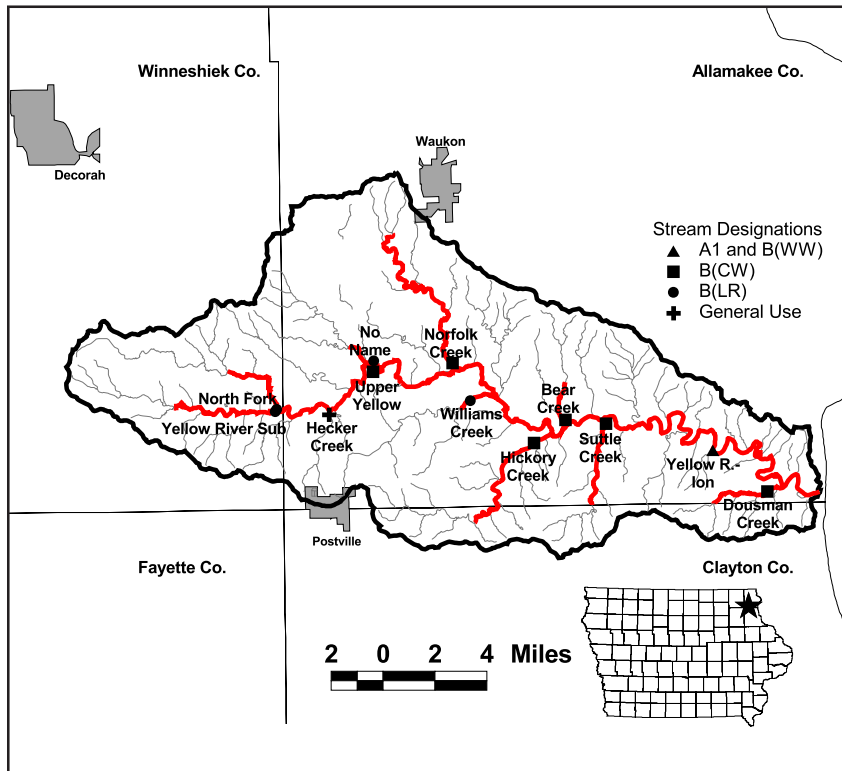 Winneshiek Co.
Allamakee Co.
Decorah
Waukon
Stream Designations
A1 and B(WW)
B(CW)
B(LR)
General Use
No
Name
Norfolk
Creek
Upper
Yellow
North Fork
Yellow River Sub
Hecker
Creek
Williams
Creek
Bear
Creek
Hickory
Creek
Suttle
Creek
Yellow R.-
Ion
Dousman
Creek
Postville
Fayette Co.
Clayton Co.
2 0 2 4 Miles